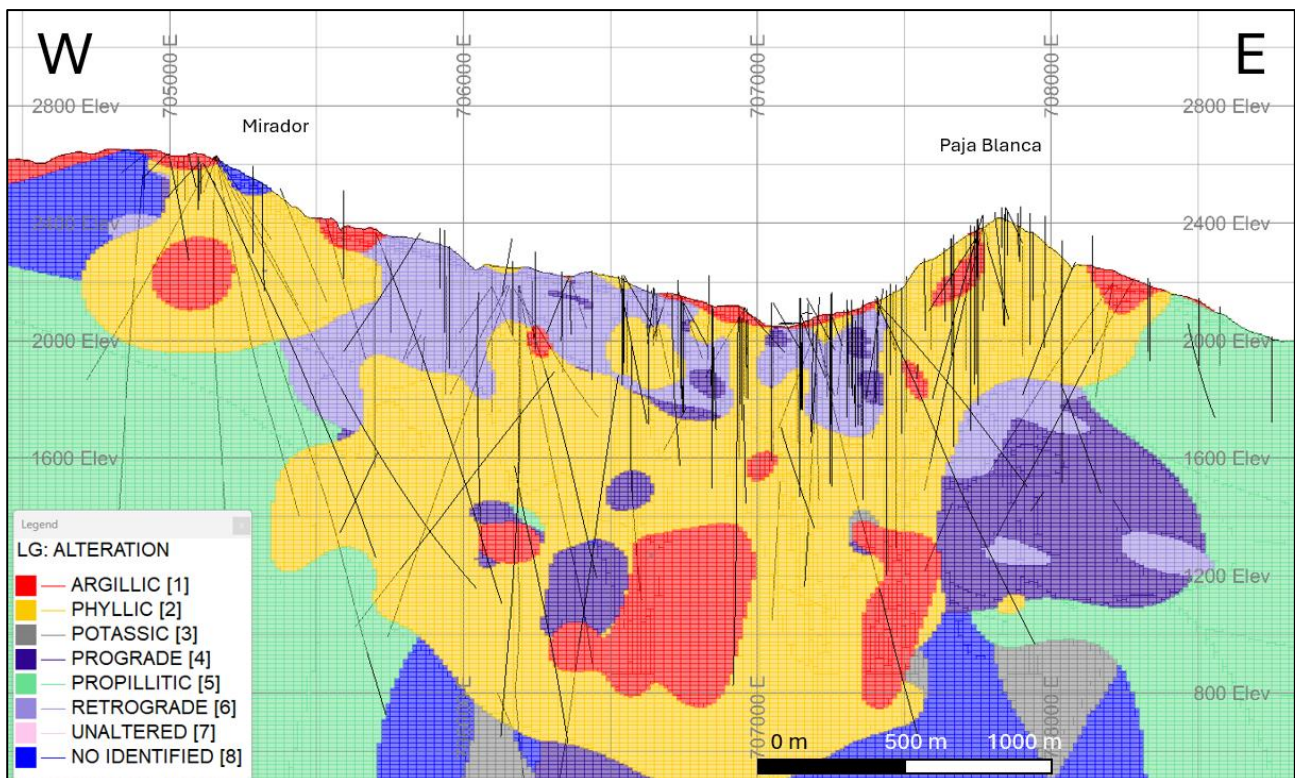 W
E
705000 E
706000 E
707000 E
708000 E
2800 Elev
2800 Elev
Mirador
Paja Blanca
2400 Elev
2400 Elev
2000 Elev
2000 Elev
1600 Elev
1600 Elev
1200 Elev
800 Elev
Legend
LG: ALTERATION
ARGILLIC [1]
PHYLLIC [2]
POTASSIC [3]
PROGRADE [4]
PROPILLITIC [5]
RETROGRADE [6]
UNALTERED [7]
NO IDENTIFIED [8]
707000 E
708000 E
0 m
500 m
1000 m